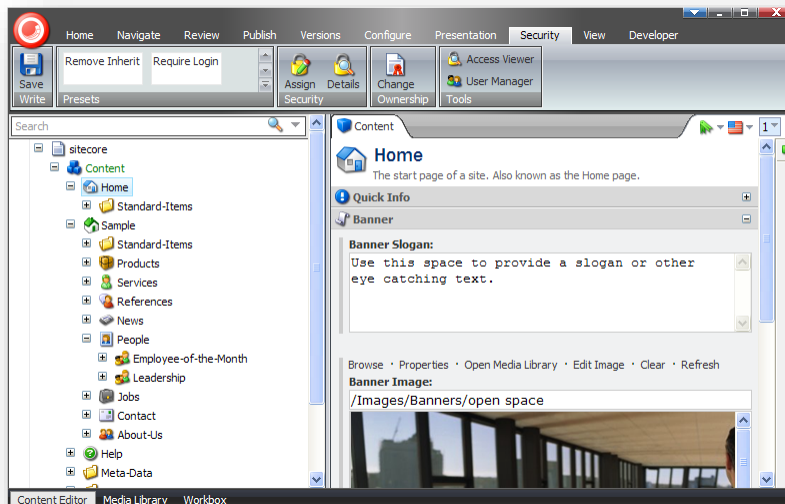 Home Navigate Review Publish Versions Configure Presentation Security View Developer
Remove Inherit Require Login
Access Viewer
User Manager
Save Assign Details Change
Write Presets Security Ownership Tools
Search
Content
1
sitecore
Content
Home
Standard-Items
Sample
Standard-Items
Products
Services
References
News
People
Employee-of-the-Month
Leadership
Jobs
Contact
About-Us
Help
Meta-Data
Home
The start page of a site. Also known as the Home page.
Quick Info
Banner
Banner Slogan:
Use this space to provide a slogan or other
eye catching text.
Browse · Properties · Open Media Library · Edit Image · Clear · Refresh
Banner Image:
/Images/Banners/open space
Content Editor Media Library Workbox